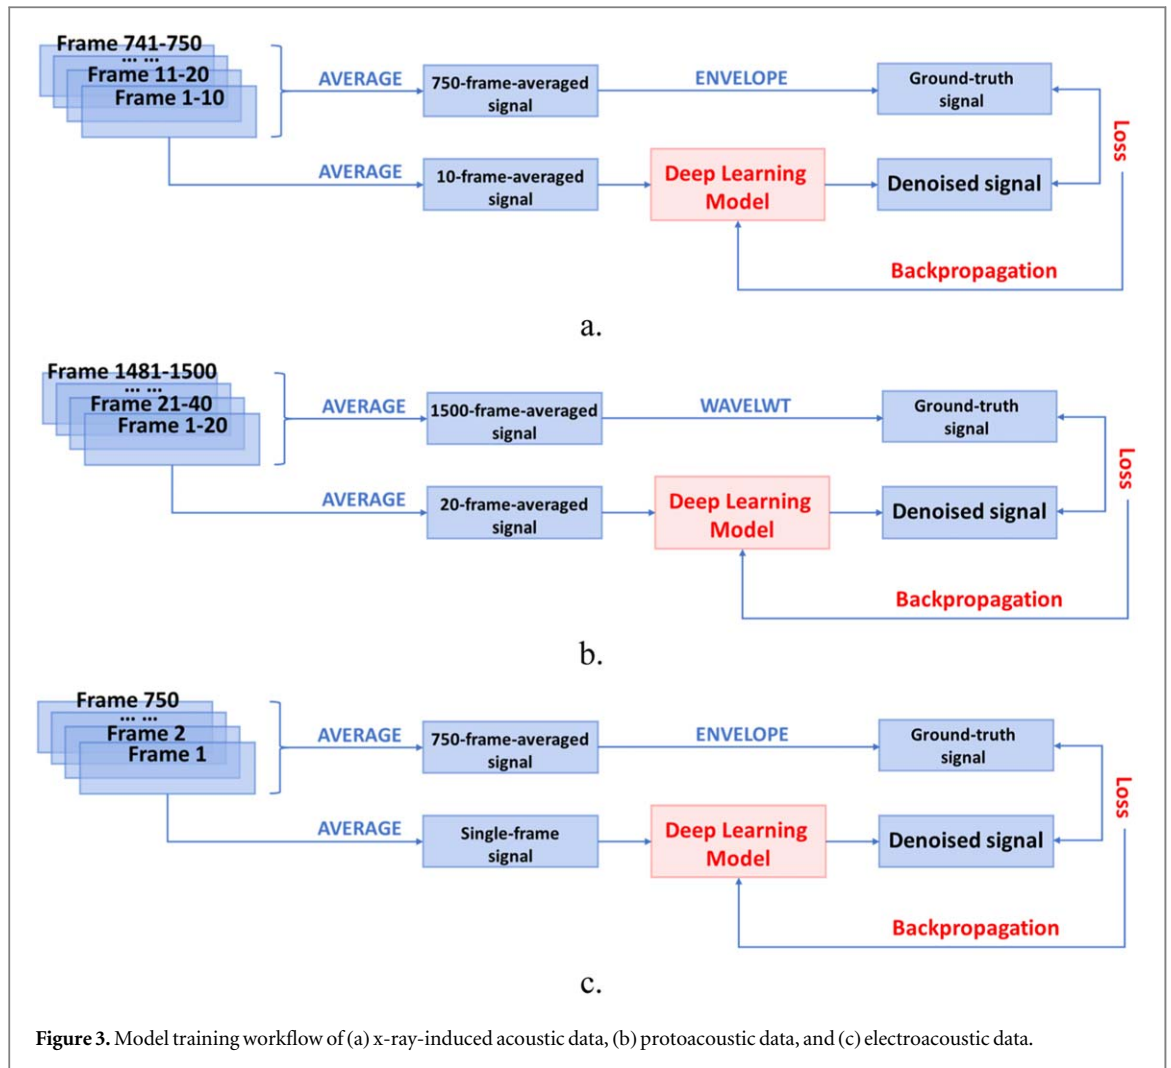 Frame 741-750
... ...
Frame 11-20
Frame 1-10
AVERAGE
750-frame-averaged
signal
ENVELOPE
Ground-truth
signal
AVERAGE
10-frame-averaged
signal
Deep Learning
Model
Denoised signal
Loss
Backpropagation
a.
Frame 1481-1500
... ...
Frame 21-40
Frame 1-20
AVERAGE
1500-frame-averaged
signal
WAVELWT
Ground-truth
signal
AVERAGE
20-frame-averaged
signal
Deep Learning
Model
Denoised signal
Loss
Backpropagation
b.
Frame 750
... ...
Frame 2
Frame 1
AVERAGE
750-frame-averaged
signal
ENVELOPE
Ground-truth
signal
AVERAGE
Single-frame
signal
Deep Learning
Model
Denoised signal
Loss
Backpropagation
c.
Figure 3. Model training workflow of (a) x-ray-induced acoustic data, (b) protoacoustic data, and (c) electroacoustic data.